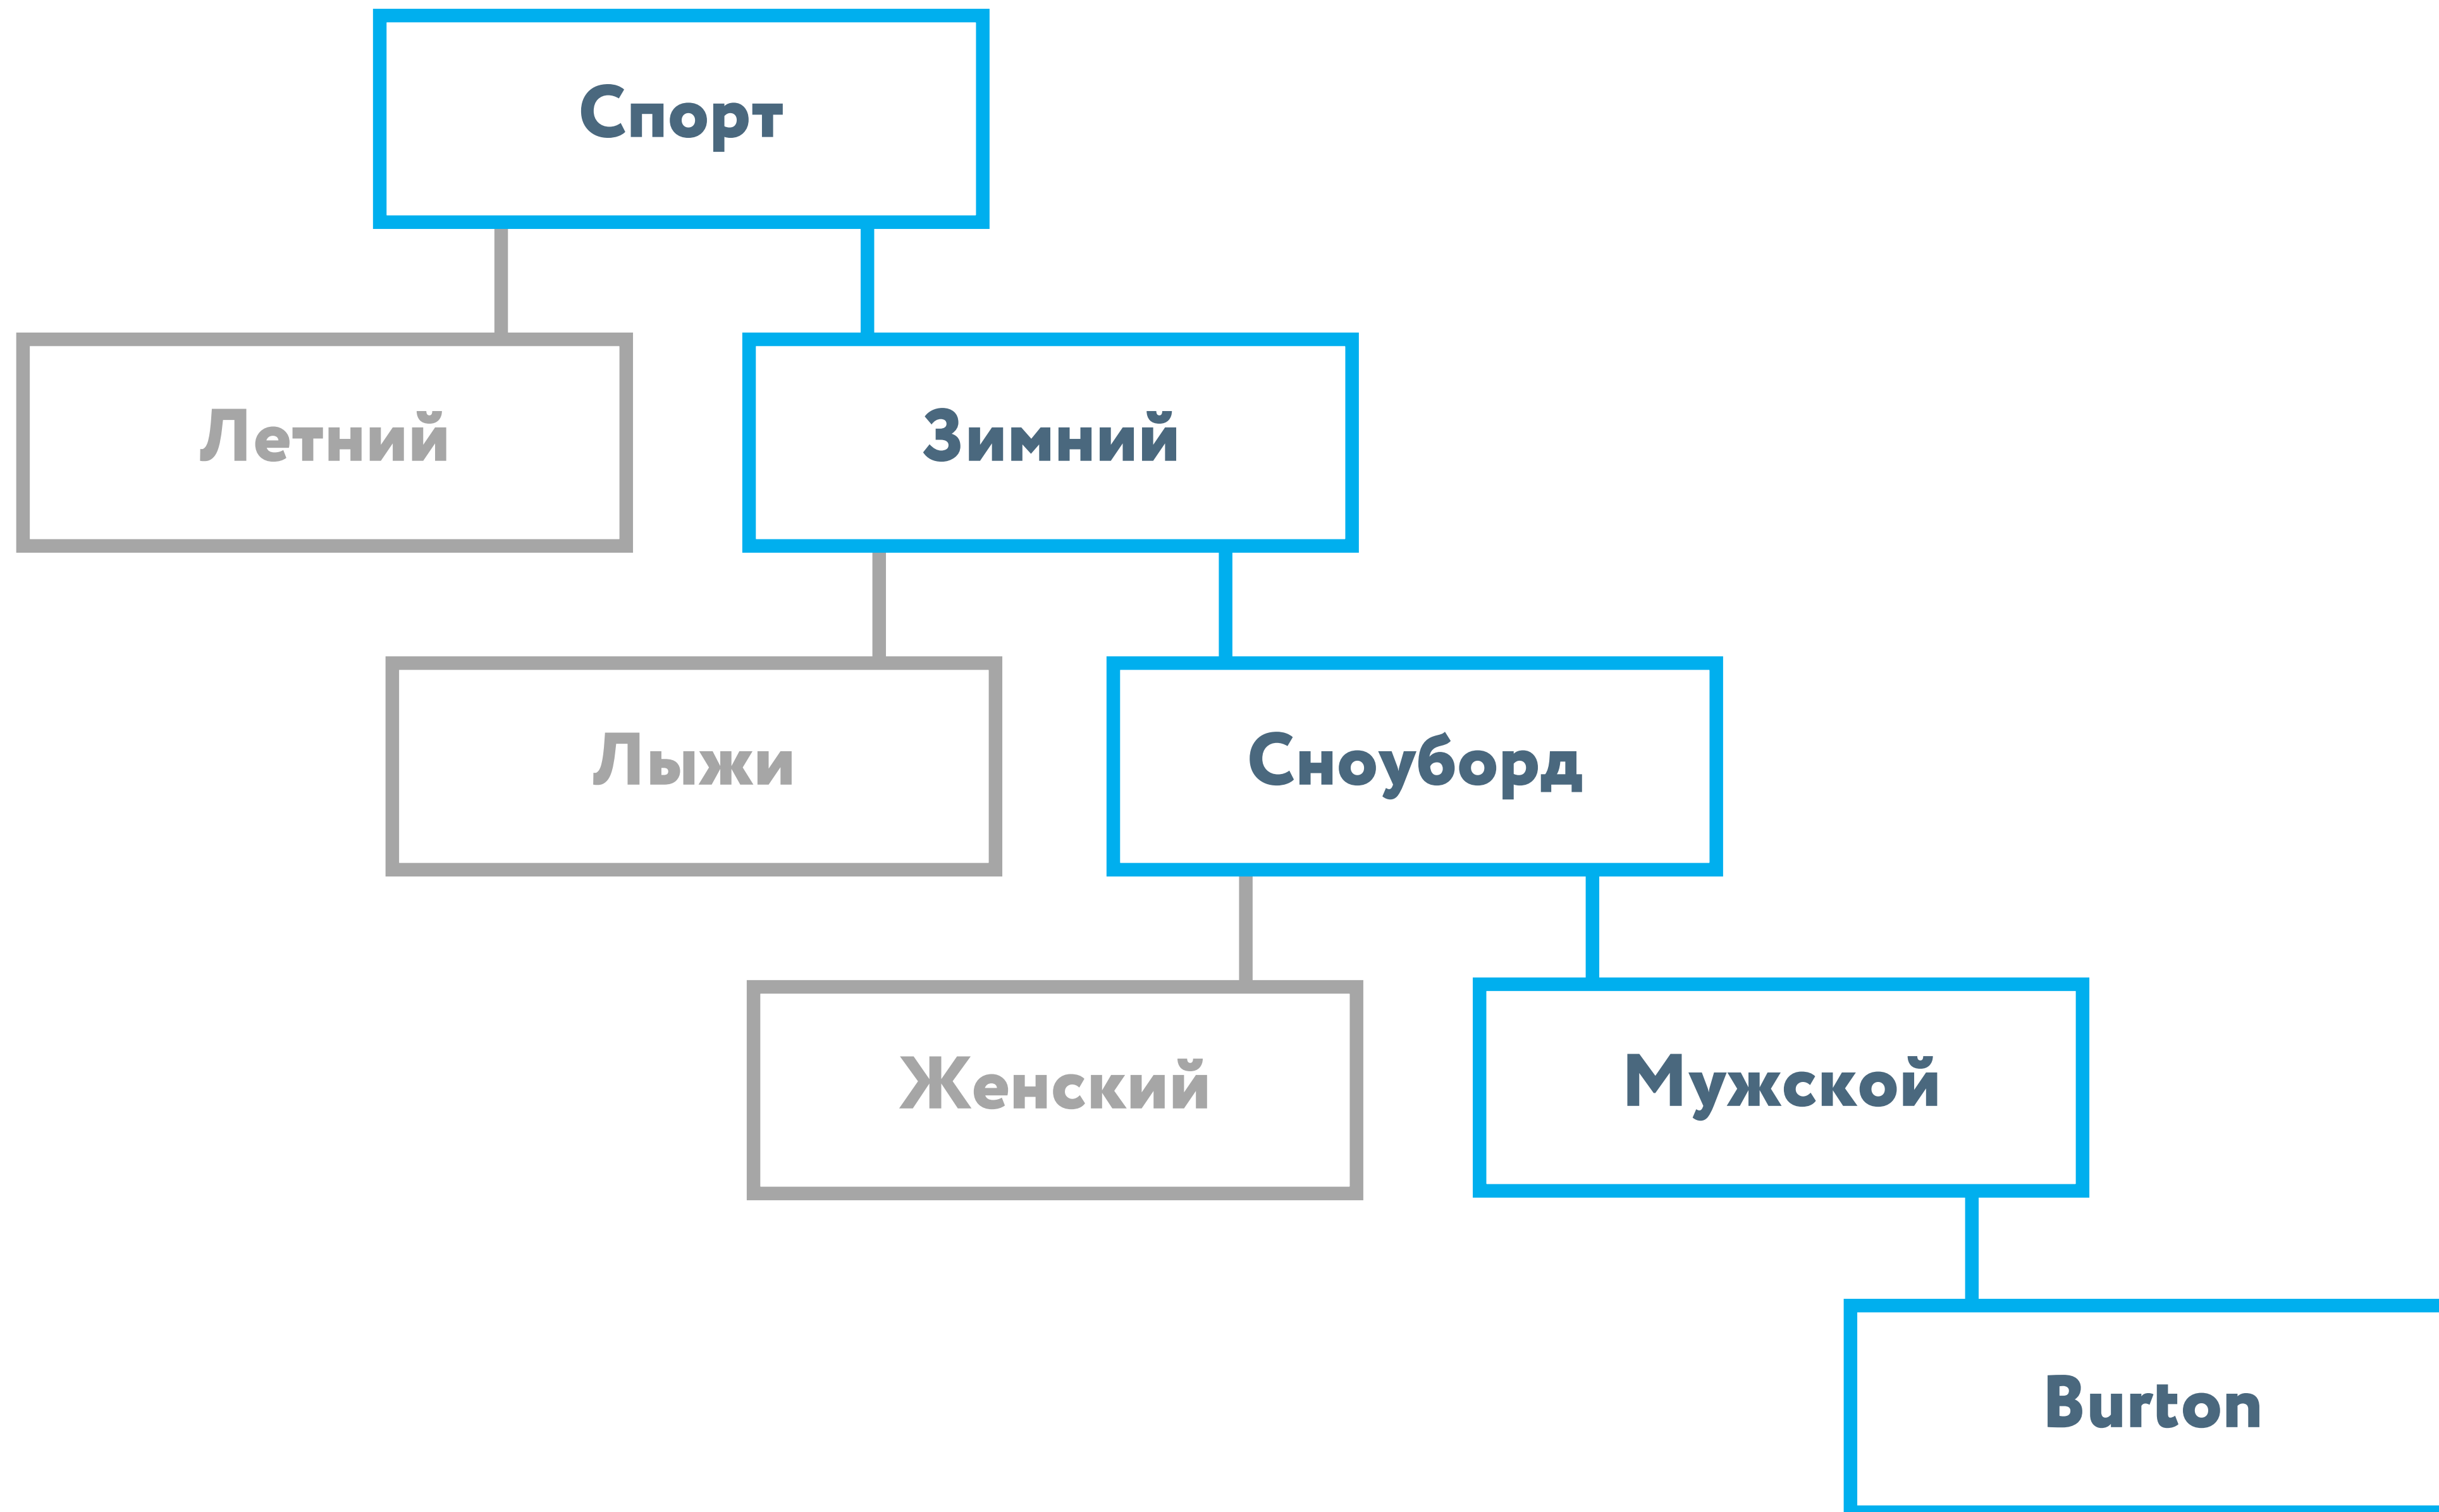 Спорт
Летний
Зимний
Лыжи
Сноуборд
Женский
Мужской
Burton